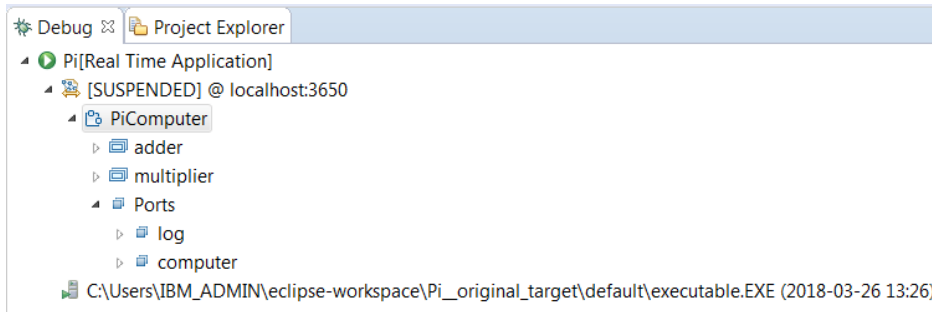 Debug Project Explorer
Pi[Real Time Application]
[SUSPENDED] @ localhost:3650
PiComputer
adder
multiplier
Ports
log
computer
C:\Users\IBM_ADMIN\eclipse-workspace\Pi__original_target\default\executable.EXE (2018-03-26 13:26)